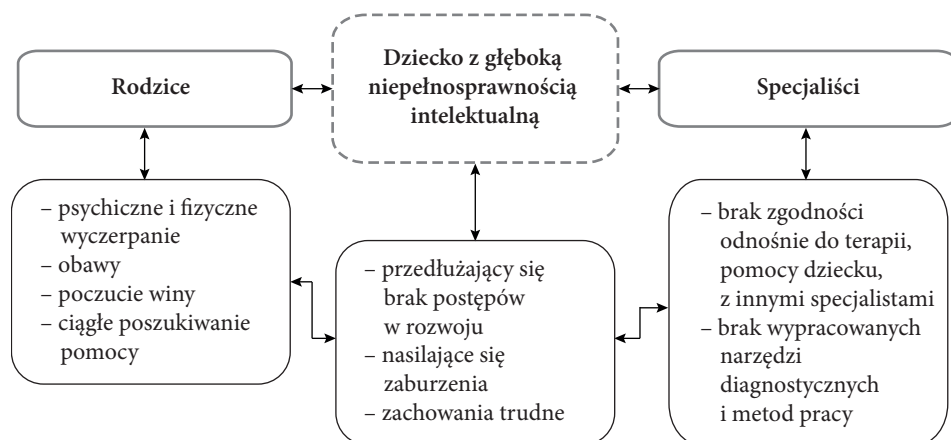 Rodzice
Dziecko z głęboką
niepełnosprawnością
intelektualną
Specjaliści
– psychiczne i fizyczne
wyczerpanie
– obawy
– poczucie winy
– ciągłe poszukiwanie
pomocy
– przedłużający się
brak postępów
w rozwoju
– nasilające się
zaburzenia
– zachowania trudne
– brak zgodności
odnośnie do terapii,
pomocy dziecku,
z innymi specjalistami
– brak wypracowanych
narzędzi
diagnostycznych
i metod pracy